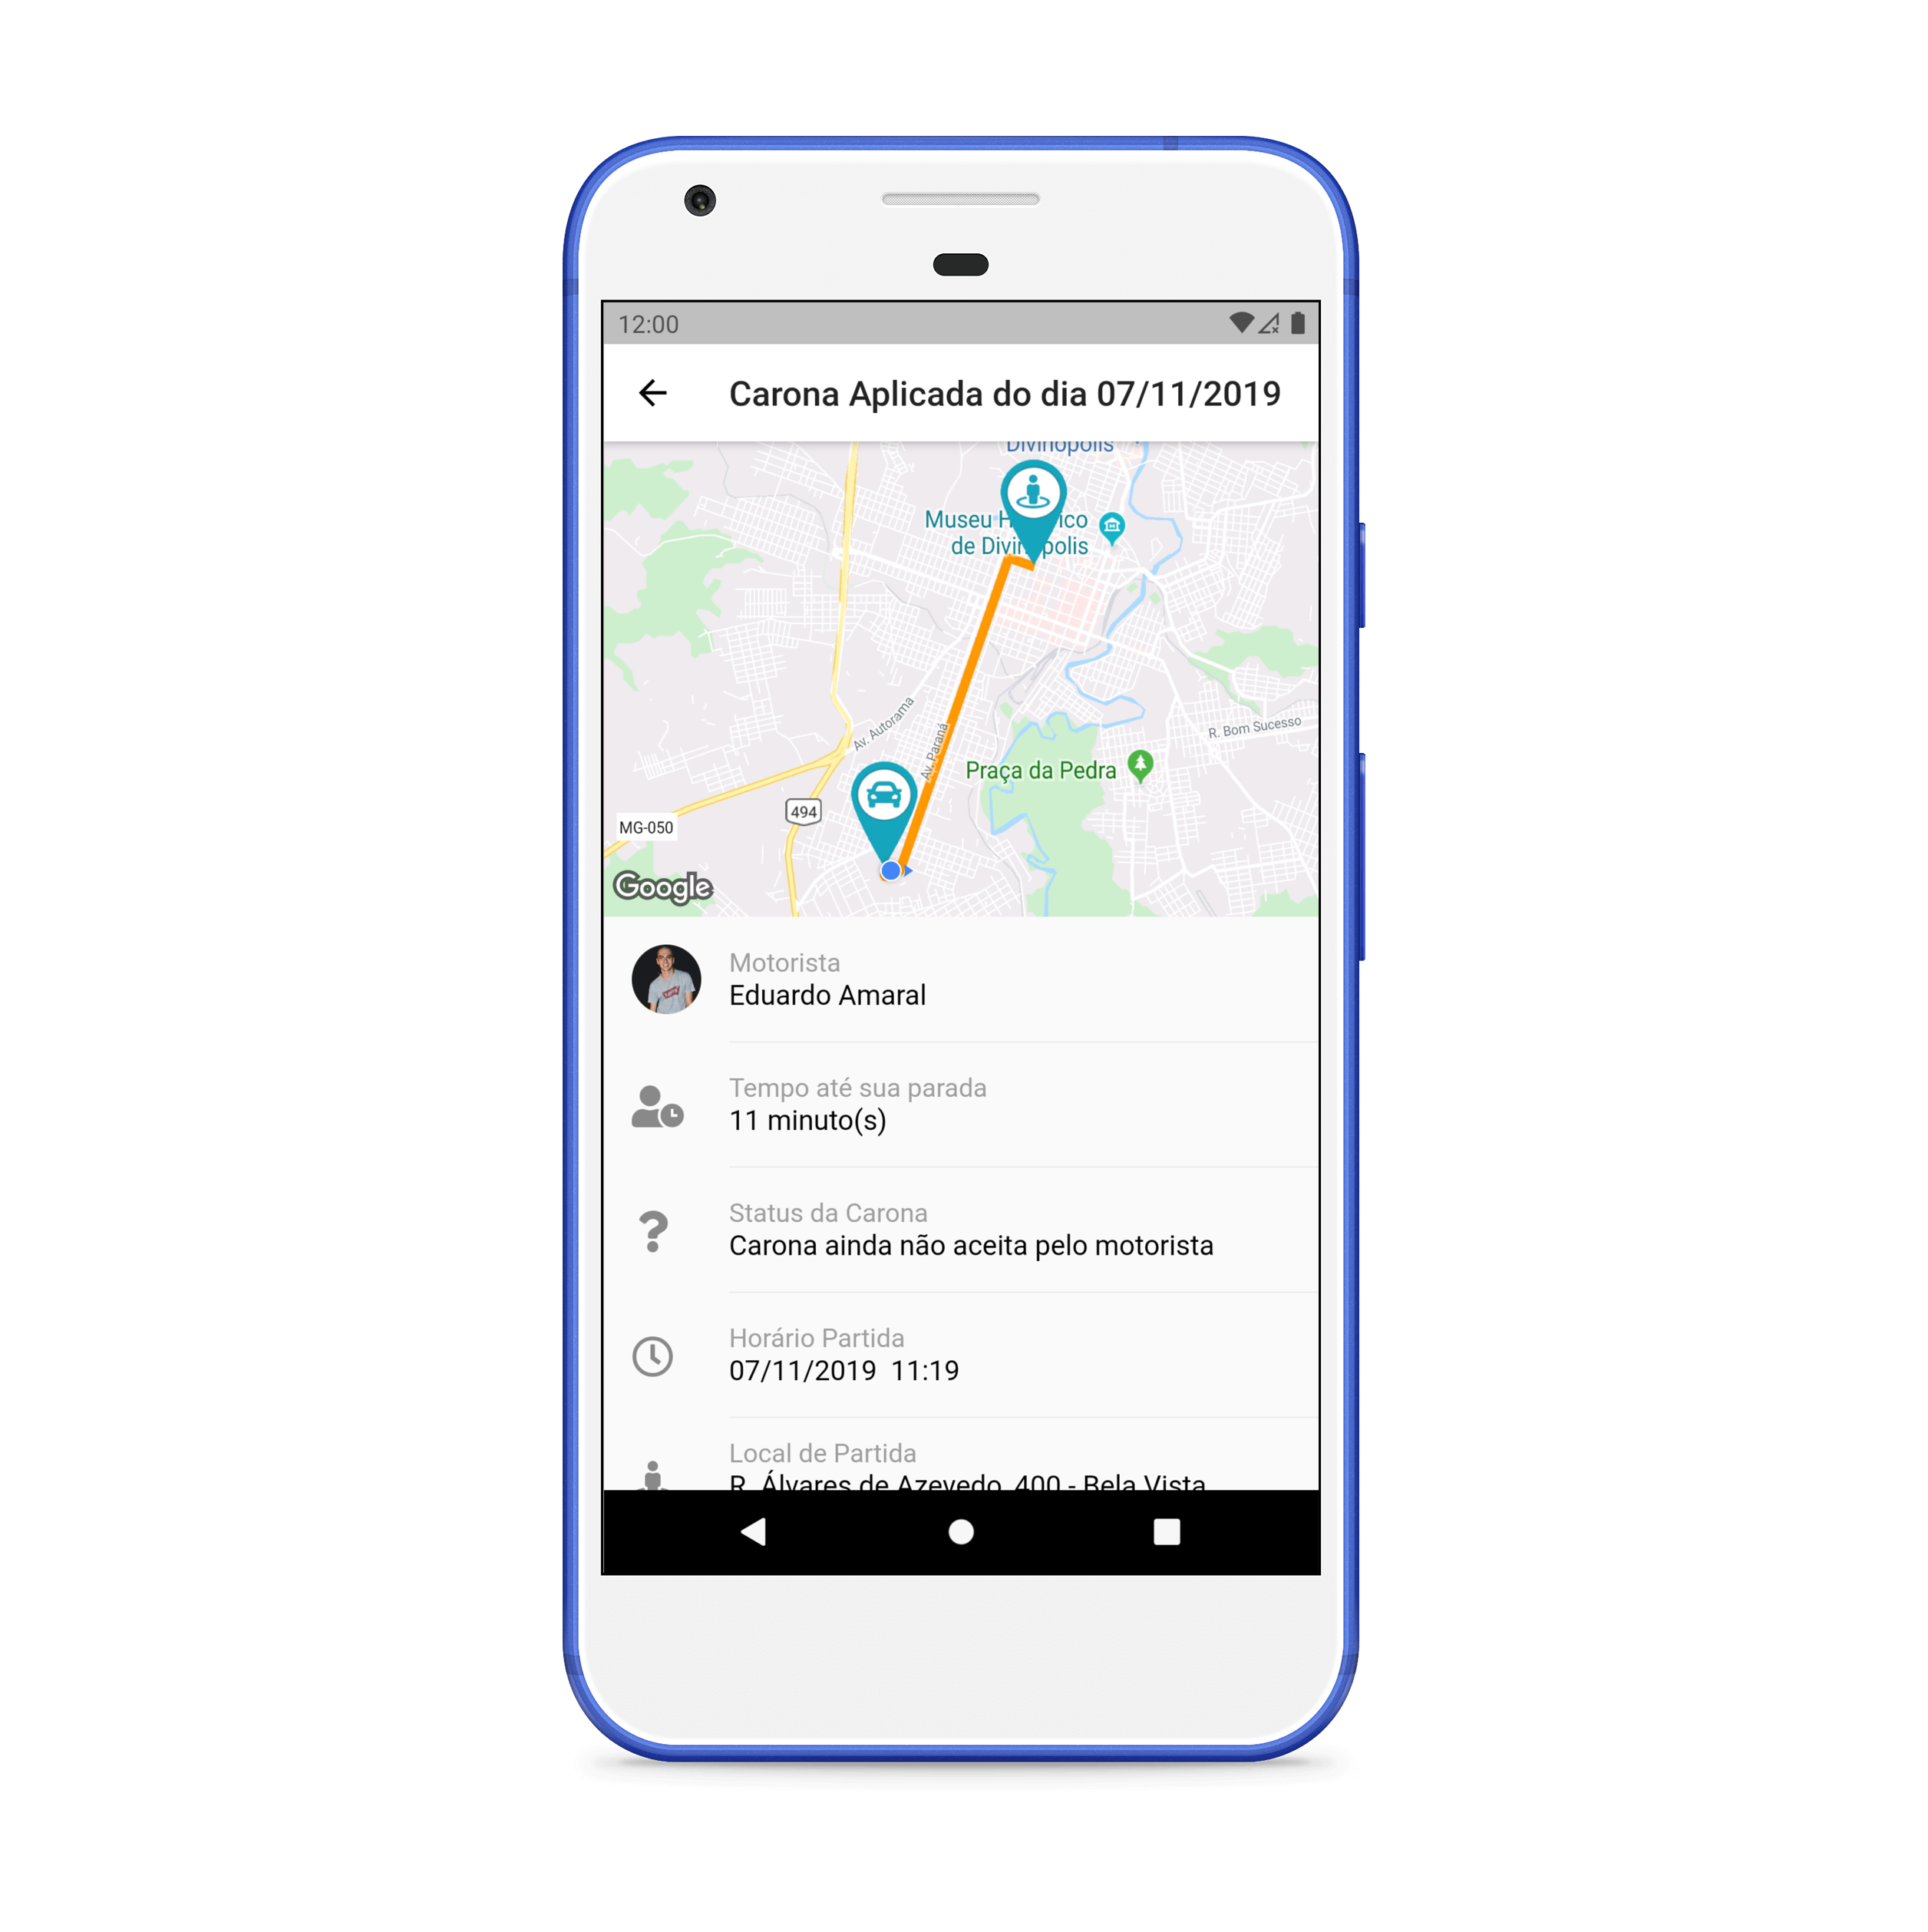 12:00
Carona Aplicada do dia 07/11/2019
Divinópolis
Museu H ico
de Divin polis
Av. Autorama
Av. Paraná
R. Bom Sucesso
Praça da Pedra
494
MG-050
Google
Motorista
Eduardo Amaral
Tempo até sua parada
11 minuto(s)
Status da Carona
Carona ainda não aceita pelo motorista
Horário Partida
07/11/2019 11:19
Local de Partida
R. Álvares de Azevedo, 400 - Bela Vista